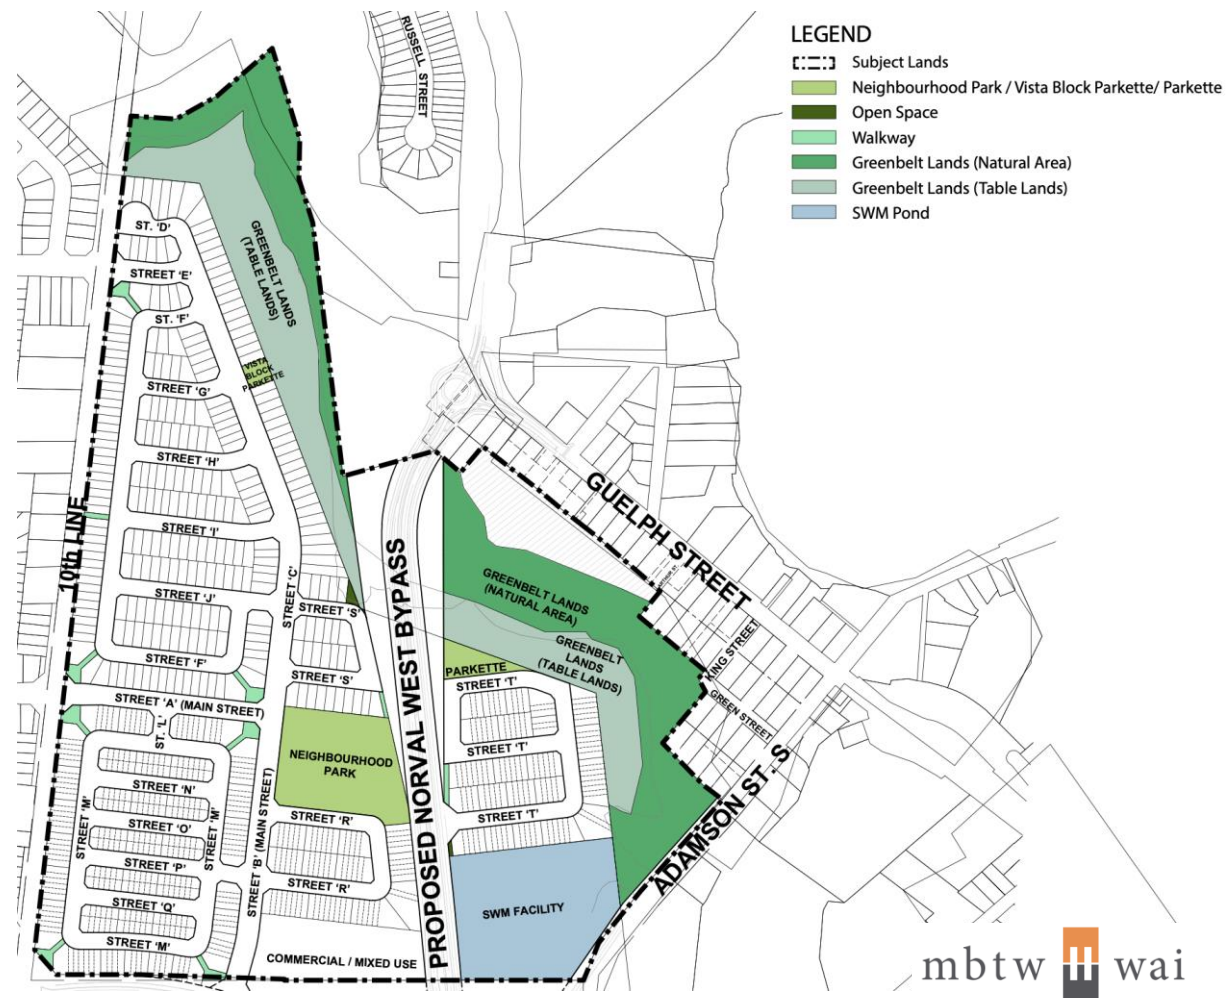 RUSSELL STREET
LEGEND
Subject Lands
Neighbourhood Park / Vista Block Parkette/ Parkette
Open Space
Walkway
Greenbelt Lands (Natural Area)
Greenbelt Lands (Table Lands)
SWM Pond
ST. 'D'
GREENBELT LANDS
(TABLE LANDS)
STREET 'E'
ST. 'F'
VISTA
BLOCK
PARKETTE
STREET 'G'
STREET 'H'
10th LINE
STREET 'I'
STREET 'C'
STREET 'J'
STREET 'S'
STREET 'F'
STREET 'S'
STREET 'A' (MAIN STREET)
ST. 'L'
NEIGHBOURHOOD
PARK
STREET 'N'
STREET 'M'
STREET 'O'
STREET 'M'
STREET 'P'
STREET 'Q'
STREET 'M'
STREET 'B' (MAIN STREET)
STREET 'R'
STREET 'R'
COMMERCIAL / MIXED USE
PROPOSED NORVAL WEST BYPASS
GREENBELT LANDS
(NATURAL AREA)
GREENBELT
LANDS
(TABLE LANDS)
PARKETTE
STREET 'T'
STREET 'T'
STREET 'T'
SWM FACILITY
GUELPH STREET
KING STREET
GREEN STREET
ADAMSON ST. S
mbtw wai